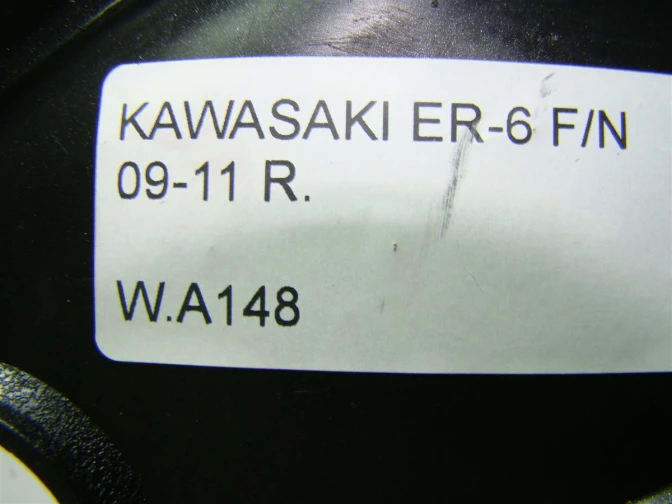 KAWASAKI ER-6 F/N
09-11 R.
W.A148